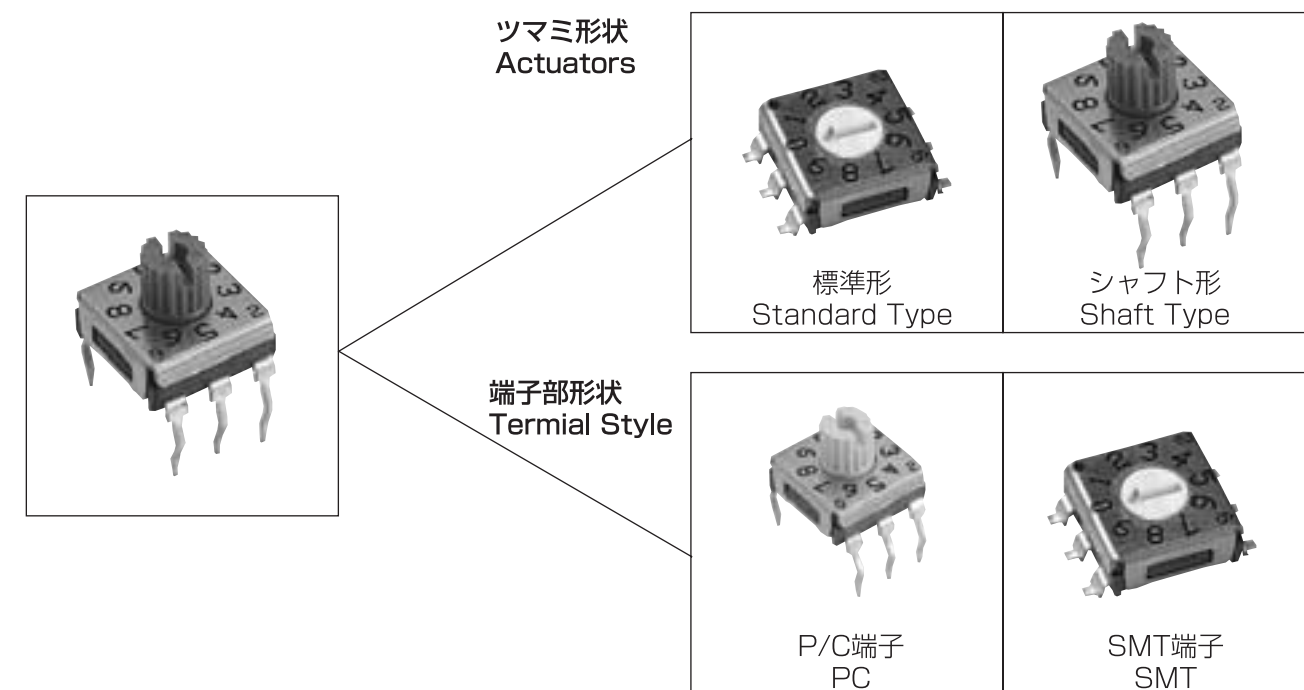 ツマミ形状
Actuators
標準形
Standard Type
シャフト形
Shaft Type
端子部形状
Termial Style
P/C端子
PC
SMT端子
SMT